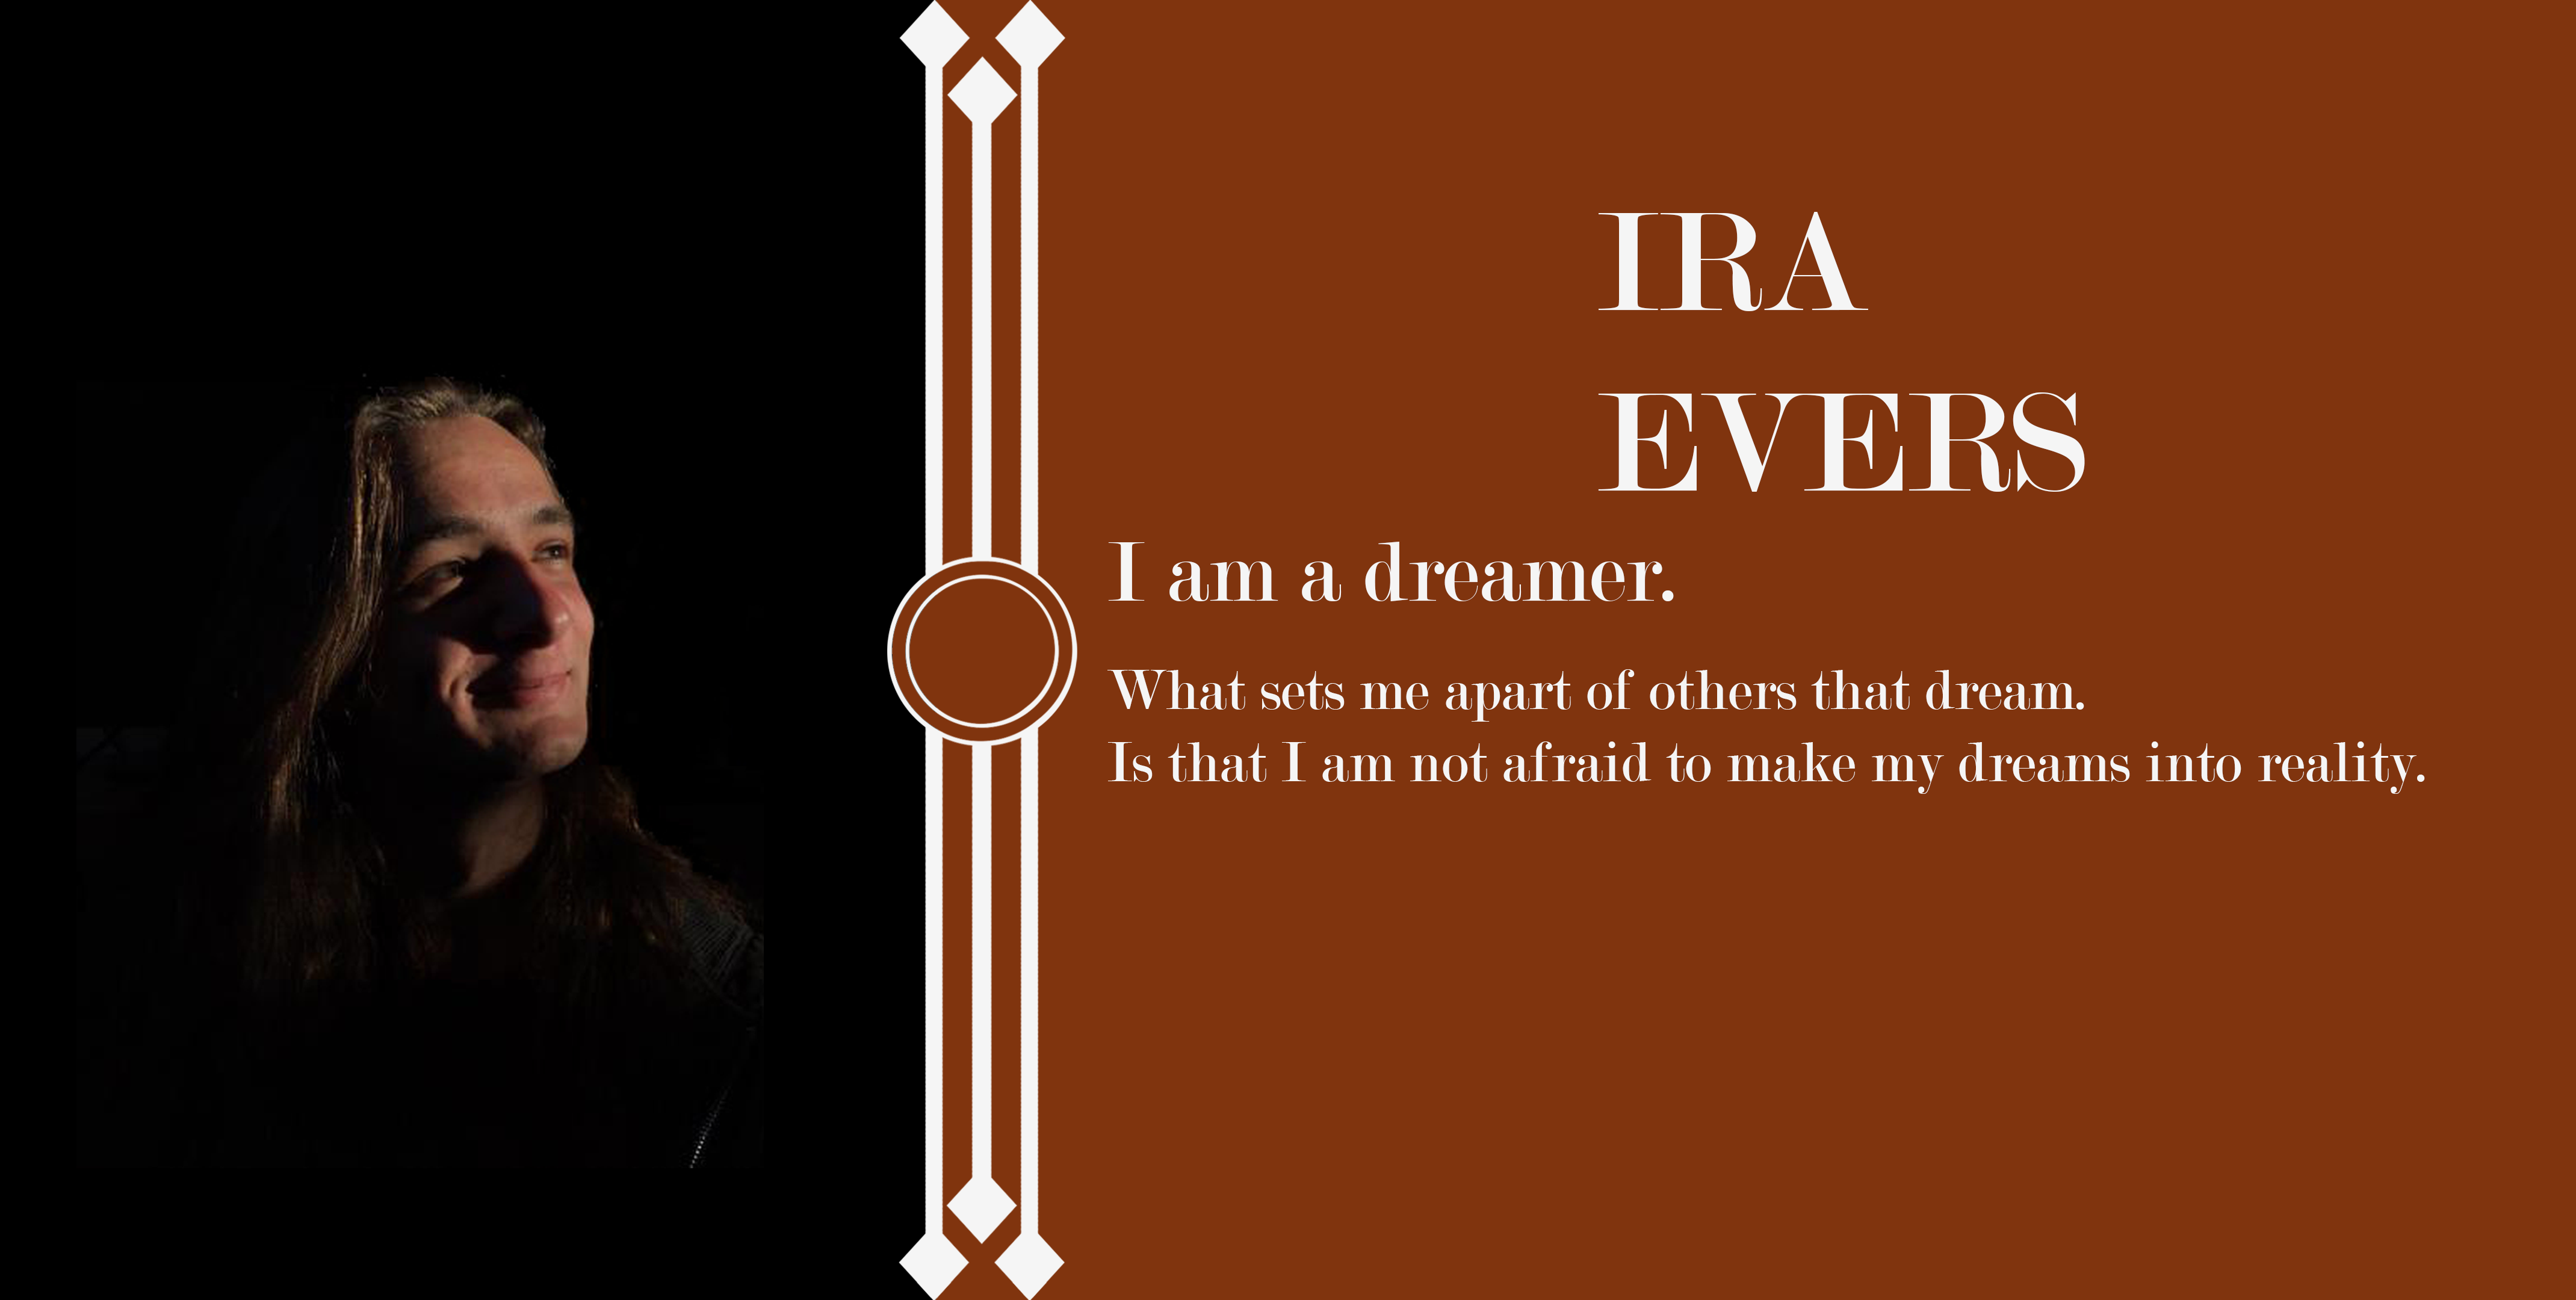 IRA
EVERS
I am a dreamer.
What sets me apart of others that dream.
Is that I am not afraid to make my dreams into reality.